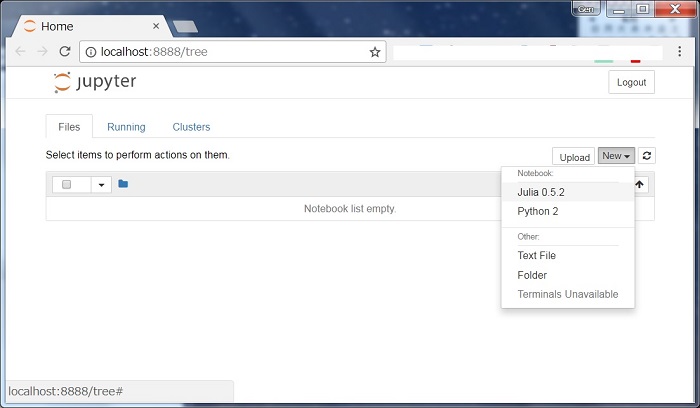 Gen
Home
localhost:8888/tree
jupyter
Logout
Files Running Clusters
Select items to perform actions on them.
Upload New
Notebook:
Julia 0.5.2
Python 2
Notebook list empty.
Other:
Text File
Folder
Terminals Unavailable
localhost:8888/tree#